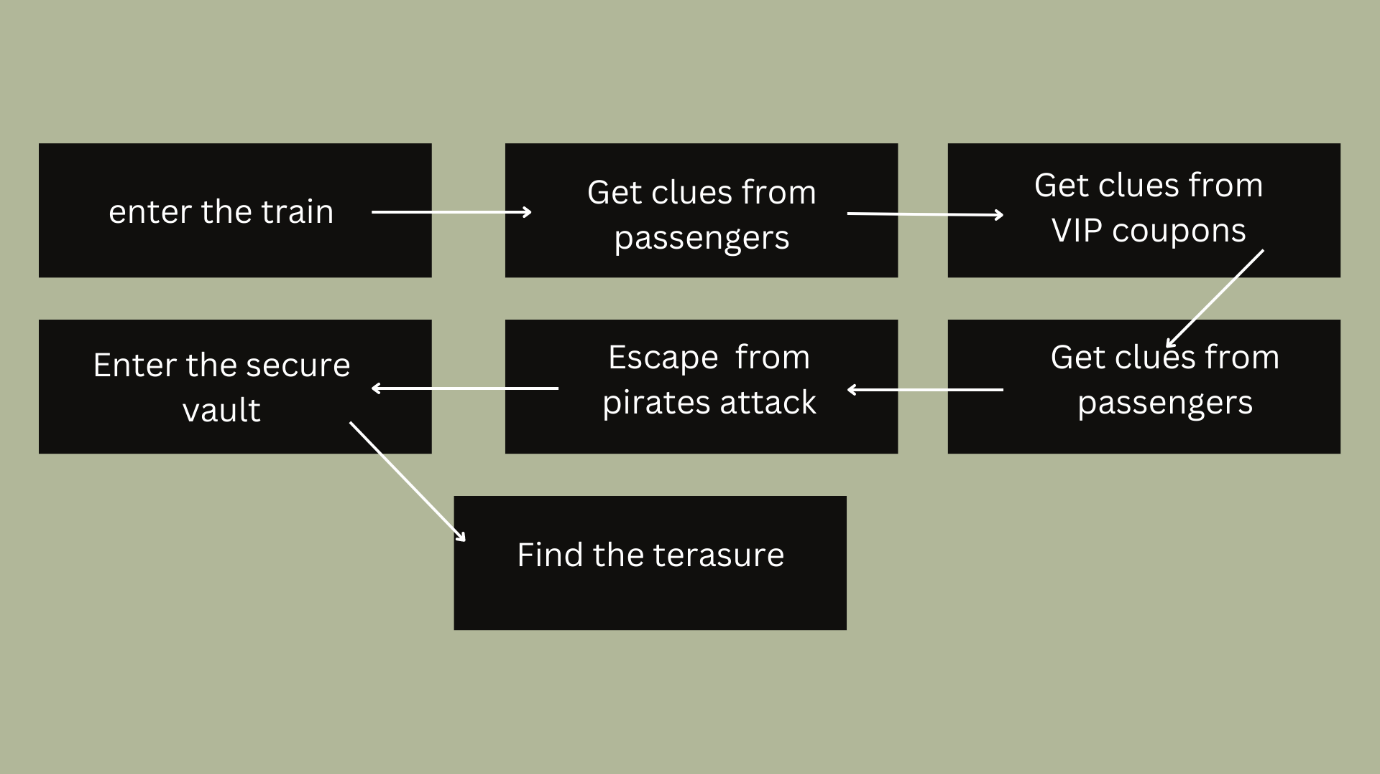 enter the train
Get clues from
passengers
Get clues from
VIP coupons
Get clues from
passengers
Escape  from
pirates attack
Enter the secure
vault
Find the terasure